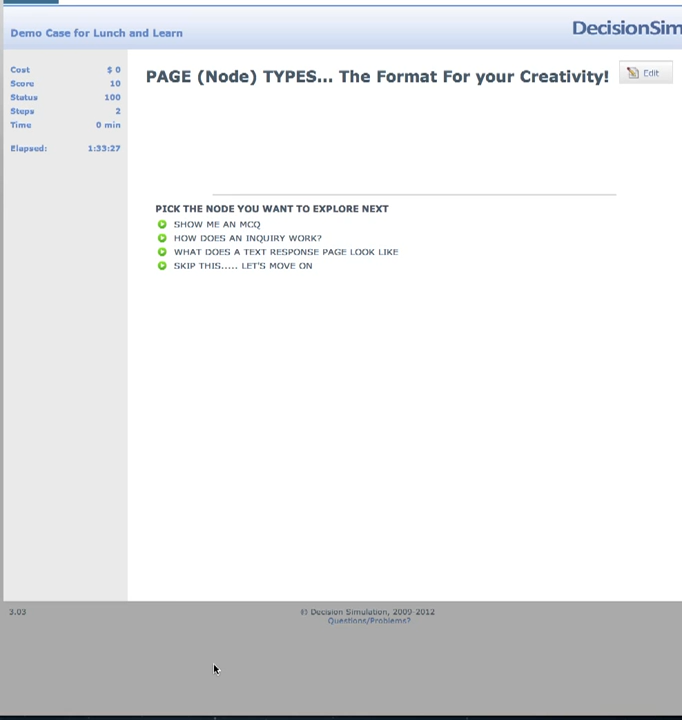 Demo Case for Lunch and Learn
DecisionSim
Cost $ 0
Score 10
Status 100
Steps 2
Time 0 min
Elapsed: 1:33:27
PAGE (Node) TYPES... The Format For your Creativity!
Edit
PICK THE NODE YOU WANT TO EXPLORE NEXT
SHOW ME AN MCQ
HOW DOES AN INQUIRY WORK?
WHAT DOES A TEXT RESPONSE PAGE LOOK LIKE
SKIP THIS..... LET'S MOVE ON
3.03
© Decision Simulation, 2009-2012
Questions/Problems?